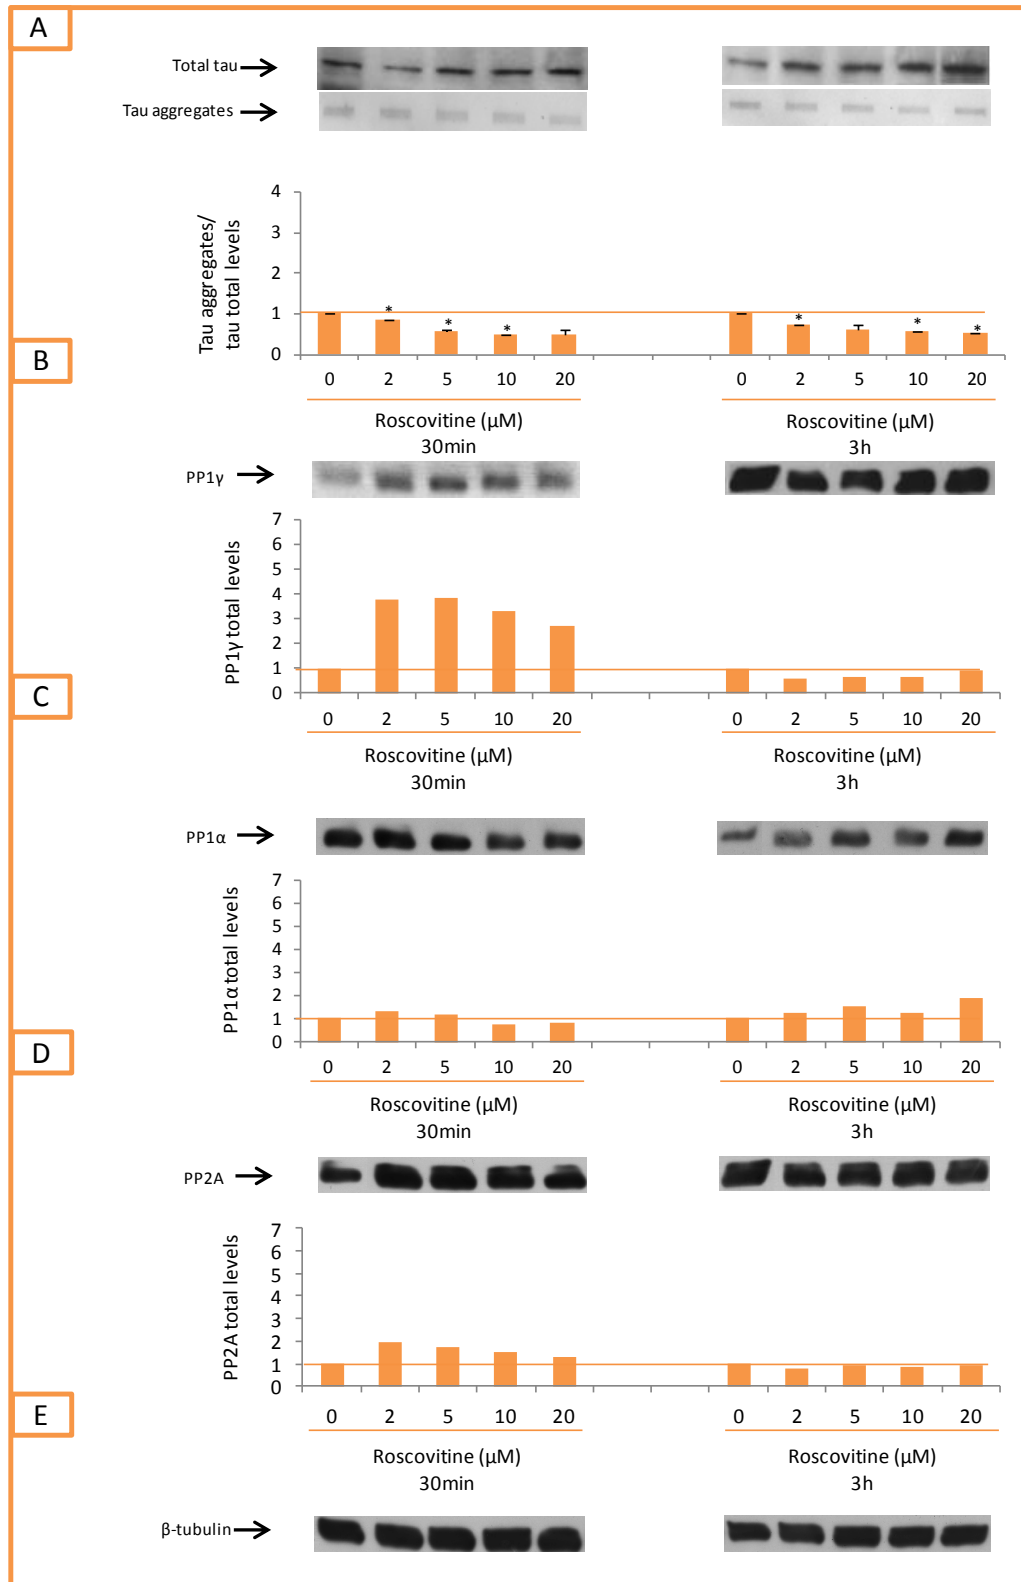 A
Total tau
Tau aggregates
Tau aggregates/
tau total levels
4
3
2
1
0
* * *
* * *
B
0 2 5 10 20
0 2 5 10 20
Roscovitine (μM)
30min
Roscovitine (μM)
3h
PP1γ
PP1γ total levels
7
6
5
4
3
2
1
0
C
0 2 5 10 20
0 2 5 10 20
Roscovitine (μM)
30min
Roscovitine (μM)
3h
PP1α
PP1α total levels
7
6
5
4
3
2
1
0
D
0 2 5 10 20
0 2 5 10 20
Roscovitine (μM)
30min
Roscovitine (μM)
3h
PP2A
PP2A total levels
7
6
5
4
3
2
1
0
E
0 2 5 10 20
0 2 5 10 20
Roscovitine (μM)
30min
Roscovitine (μM)
3h
β-tubulin